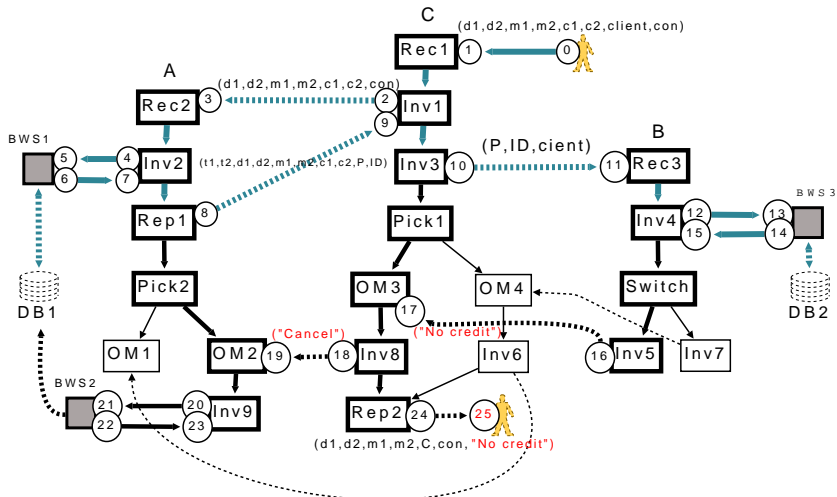 C
(d1,d2,m1,m2,c1,c2,client,con)
Rec1
1
0
A
(d1,d2,m1,m2,c1,c2,con)
Rec2
3
2
Inv1
9
BWS1
5
4
Inv2
6
7
(t1,t2,d1,d2,m1,m2,c1,c2,P,ID)
Inv3
10
(P,ID,cient)
11
Rec3
B
Rep1
8
Pick1
Inv4
12
13
15
14
BWS3
Pick2
OM3
OM4
Switch
DB1
DB2
17
("Cancel")
("No credit")
OM1
OM2
19
18
Inv8
Inv6
16
Inv5
Inv7
BWS2
21
20
Inv9
22
23
Rep2
24
25
(d1,d2,m1,m2,C,con,"No credit")